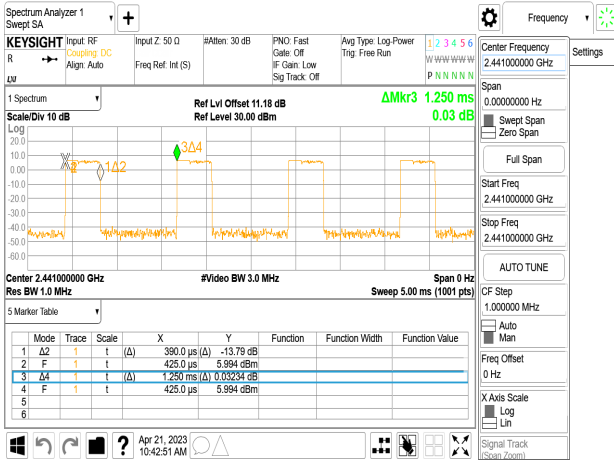 Spectrum Analyzer 1
Swept SA
Frequency
KEYSIGHT
R
LXI
Input: RF
Coupling: DC
Align: Auto
Input Z: 50 Ω
Freq Ref: Int (S)
#Atten: 30 dB
PNO: Fast
Gate: Off
IF Gain: Low
Sig Track: Off
Avg Type: Log-Power
Trig: Free Run
1 2 3 4 5 6
W W W W W W
P N N N N N
Center Frequency
2.441000000 GHz
Settings
1 Spectrum
Scale/Div 10 dB
Ref Lvl Offset 11.18 dB
Ref Level 30.00 dBm
ΔMkr3 1.250 ms
0.03 dB
Span
0.00000000 Hz
Swept Span
Zero Span
Full Span
Start Freq
2.441000000 GHz
Stop Freq
2.441000000 GHz
AUTO TUNE
CF Step
1.000000 MHz
Auto
Man
Freq Offset
0 Hz
X Axis Scale
Log
Lin
Signal Track
(Span Zoom)
Log
20.0
10.0
0.00
-10.0
-20.0
-30.0
-40.0
-50.0
-60.0
1Δ2
3Δ4
Center 2.441000000 GHz
Res BW 1.0 MHz
#Video BW 3.0 MHz
Span 0 Hz
Sweep 5.00 ms (1001 pts)
5 Marker Table
Mode Trace Scale X Y Function Function Width Function Value
1 Δ2 1 t (Δ) 390.0 µs (Δ) -13.79 dB
2 F 1 t 425.0 µs 5.994 dBm
3 Δ4 1 t (Δ) 1.250 ms (Δ) 0.03234 dB
4 F 1 t 425.0 µs 5.994 dBm
5
6
?
Apr 21, 2023
10:42:51 AM